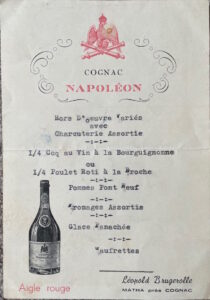 COGNAC
NAPOLÉON
Hors D'oeuvre Variés
avec
Charcuterie Assortie
-:-:-
1/4 Coq au Vin à la Bourguignonne
ou
1/4 Poulet Roti à la Broche
-:-:-
Pommes Pont Neuf
-:-:-
Fromages Assortis
-:-:-
Glace Panachée
-:-:-
Gaufrettes
Aigle rouge
Léopold Brugerolle
MATHA près COGNAC